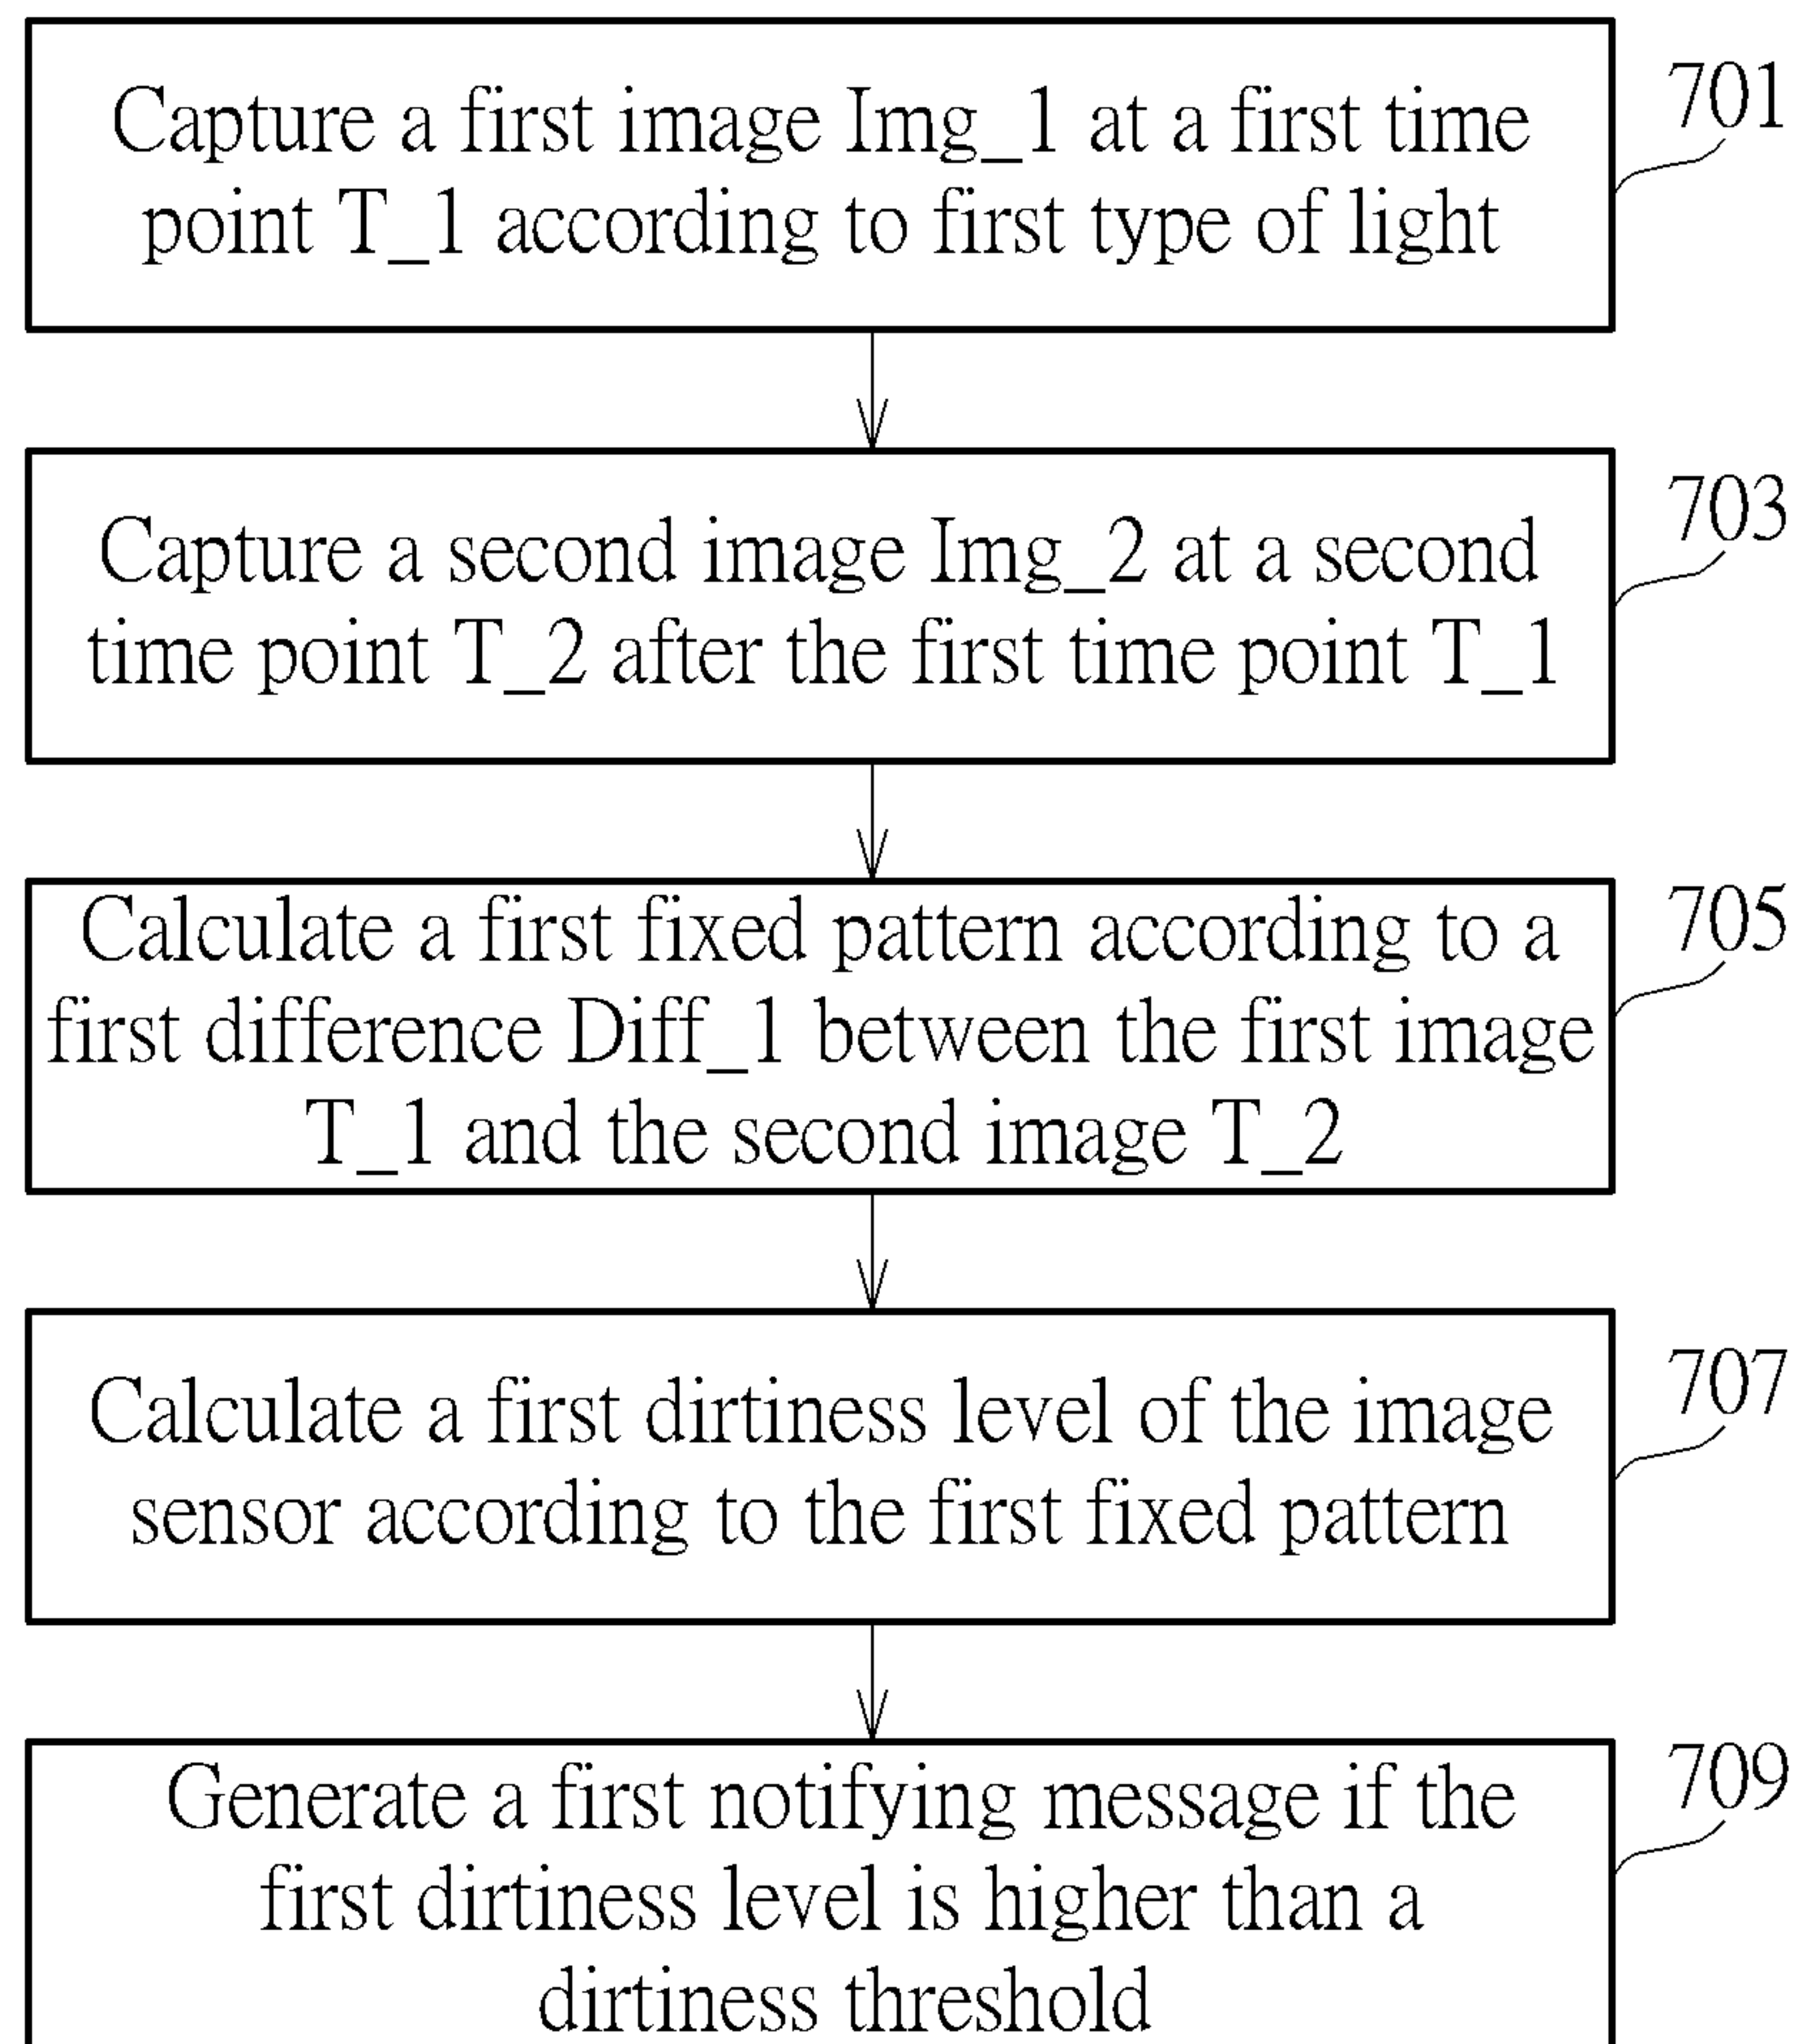 Capture a first image Img_1 at a first time
point T_1 according to first type of light
701
Capture a second image Img_2 at a second
time point T_2 after the first time point T_1
703
Calculate a first fixed pattern according to a
first difference Diff_1 between the first image
T_1 and the second image T_2
705
Calculate a first dirtiness level of the image
sensor according to the first fixed pattern
707
Generate a first notifying message if the
first dirtiness level is higher than a
dirtiness threshold
709